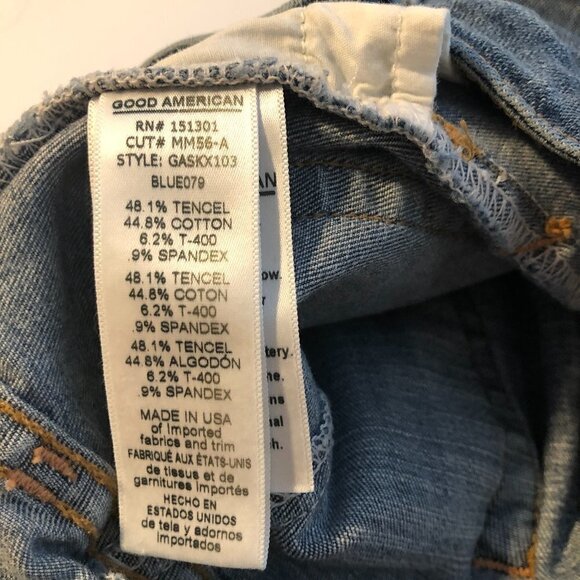 GOOD AMERICAN
RN# 151301
CUT# MM56-A
STYLE: GASKX103
BLUE079
48.1% TENCEL
44.8% COTTON
6.2% T-400
.9% SPANDEX
48.1% TENCEL
44.8% COTON
6.2% T-400
.9% SPANDEX
48.1% TENCEL
44.8% ALGODÓN
6.2% T-400
.9% SPANDEX
MADE IN USA
of Imported
fabrics and trim
FABRIQUÉ AUX ÉTATS-UNIS
de tissus et de
garnitures importés
HECHO EN
ESTADOS UNIDOS
de tela y adornos
importados